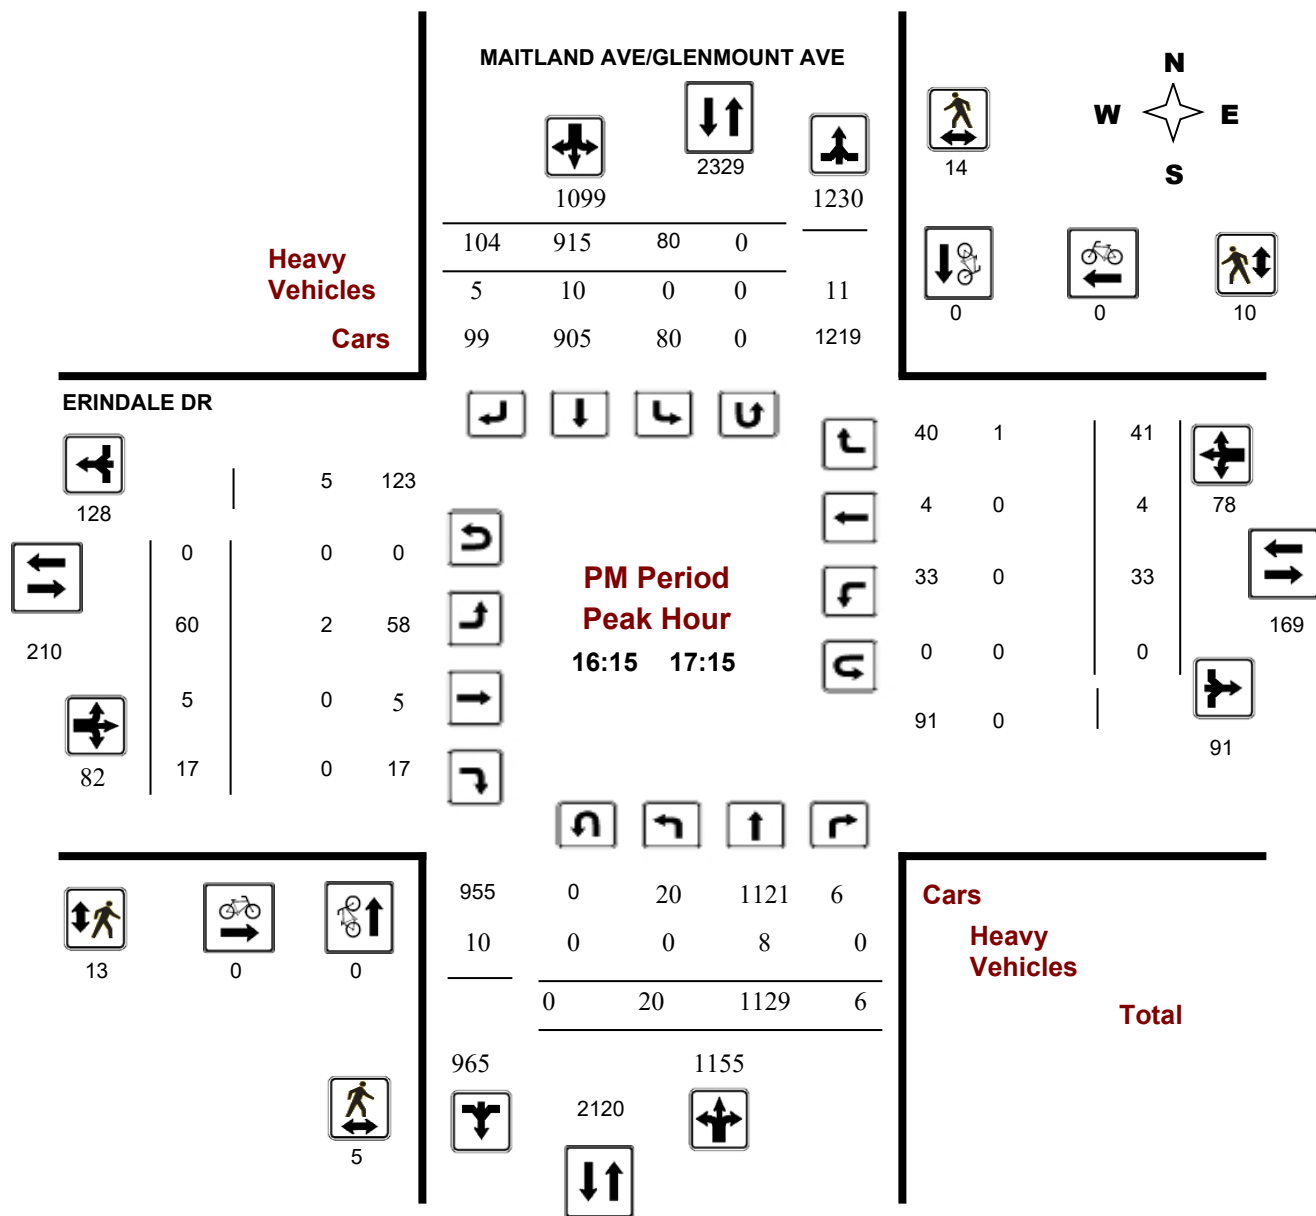 MAITLAND AVE/GLENMOUNT AVE
N
W E
S
2329
14
1099 1230
104 915 80 0
Heavy
Vehicles 5 10 0 0 11
Cars 99 905 80 0 1219
0 0 10
ERINDALE DR
40 1 41
5 123
128
4 0 4 78
0 0 0
PM Period
33 0 33
Peak Hour
60 2 58
169
210
16:15 17:15
0 0 0
5 0 5
91 0
91
82 17 0 17
955 0 20 1121 6 Cars
10 0 0 8 0 Heavy
Vehicles
13 0 0
0 20 1129 6
Total
965 1155
2120
5